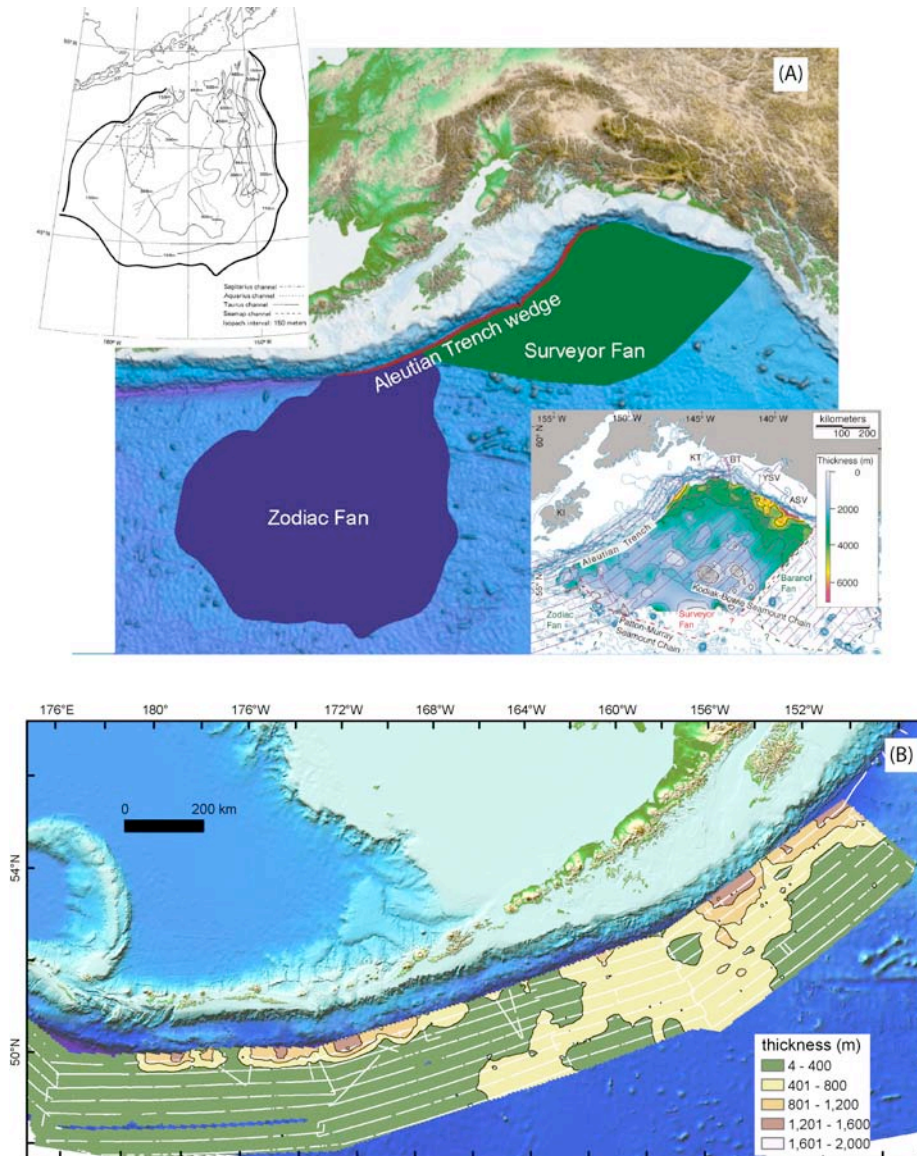 (A)
Sagittarius channel
Aquarius channel
Taurus channel
Seamap channel
Isopach interval: 150 meters
Aleutian Trench wedge
Surveyor Fan
Zodiac Fan
155° W 150° W 145° W 140° W
kilometers
100 200
60° N
55° N
Thickness (m)
0
2000
4000
6000
KT
BT
YSV
ASV
KI
Aleutian Trench
Baranof
Fan
Kodiak-Bowie Seamount Chain
Zodiac
Fan
Surveyor
Fan
Patton-Murray
Seamount Chain
?
?
?
176°E 180° 176°W 172°W 168°W 164°W 160°W 156°W 152°W
(B)
0 200 km
54°N
50°N
thickness (m)
4 - 400
401 - 800
801 - 1,200
1,201 - 1,600
1,601 - 2,000